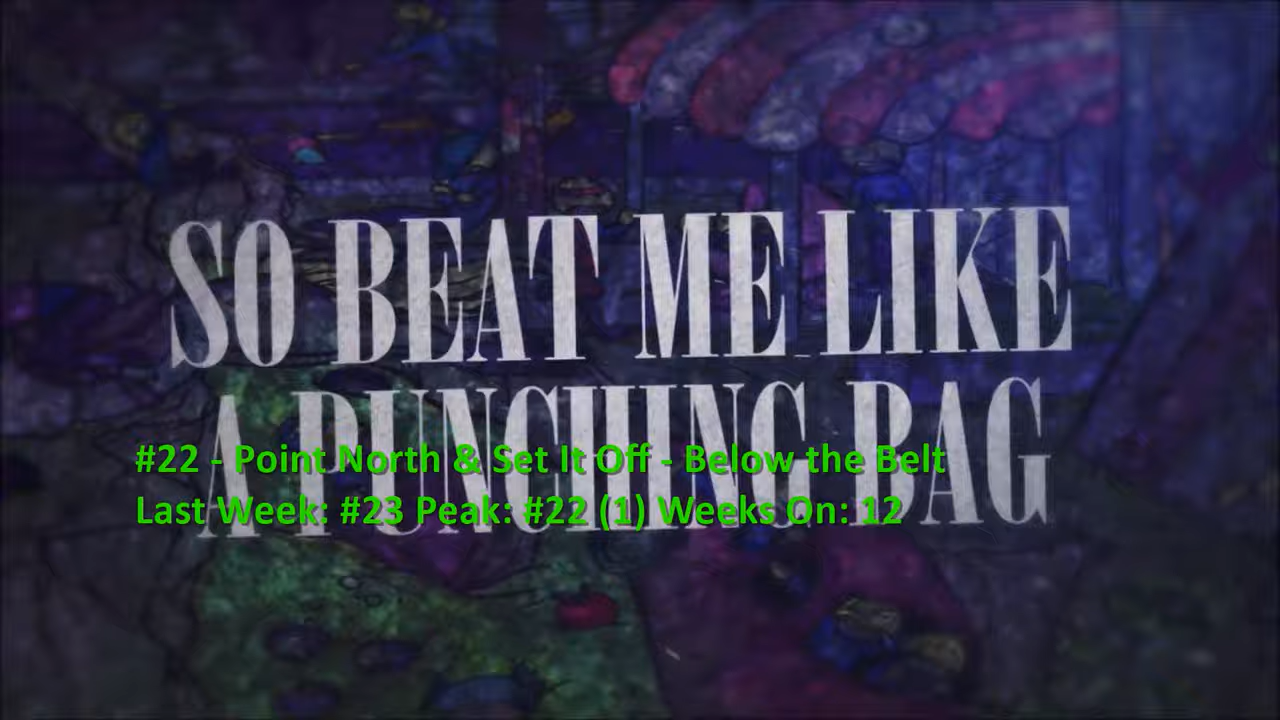 SO BEAT ME LIKE
A PUNCHING BAG
#22 - Point North & Set It Off - Below the Belt
Last Week: #23 Peak: #22 (1) Weeks On: 12